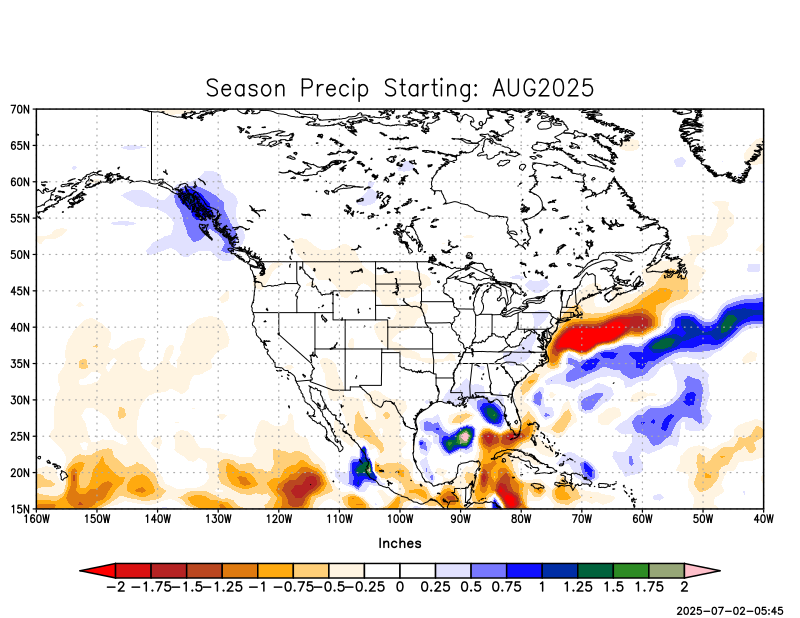 Season Precip Starting: AUG2025
70N
65N
60N
55N
50N
45N
40N
35N
30N
25N
20N
15N
160W 150W 140W 130W 120W 110W 100W 90W 80W 70W 60W 50W 40W
Inches
−2 −1.75 −1.5 −1.25 −1 −0.75 −0.5 −0.25 0 0.25 0.5 0.75 1 1.25 1.5 1.75 2
2025-07-02-05:45